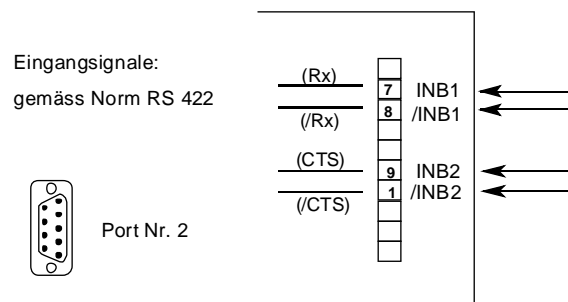 Eingangsignale:
gemäss Norm RS 422
(Rx)
7 INB1
8 /INB1
(/Rx)
(CTS)
9 INB2
1 /INB2
(/CTS)
Port Nr. 2